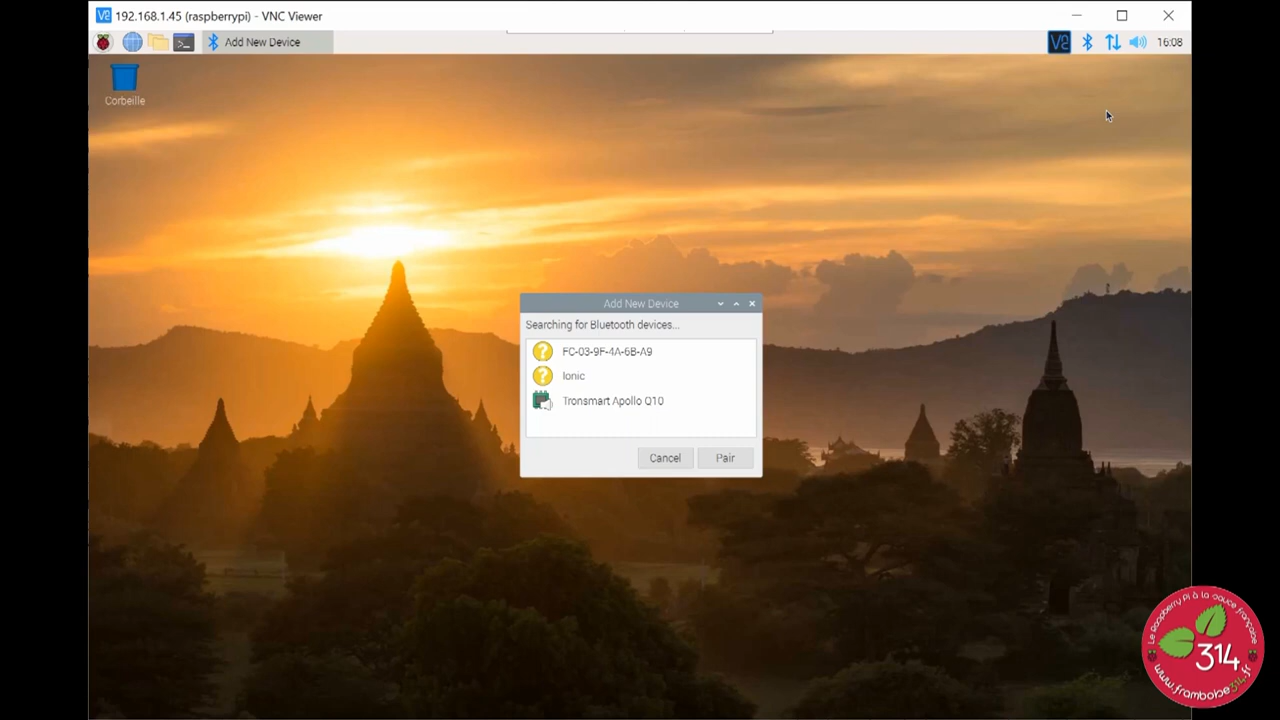 192.168.1.45 (raspberrypi) - VNC Viewer
Add New Device
16:08
Corbeille
Add New Device
Searching for Bluetooth devices...
FC-03-9F-4A-6B-A9
Ionic
Tronsmart Apollo Q10
Cancel
Pair
Le Raspberry Pi à la sauce française
314
www.framboise314.fr